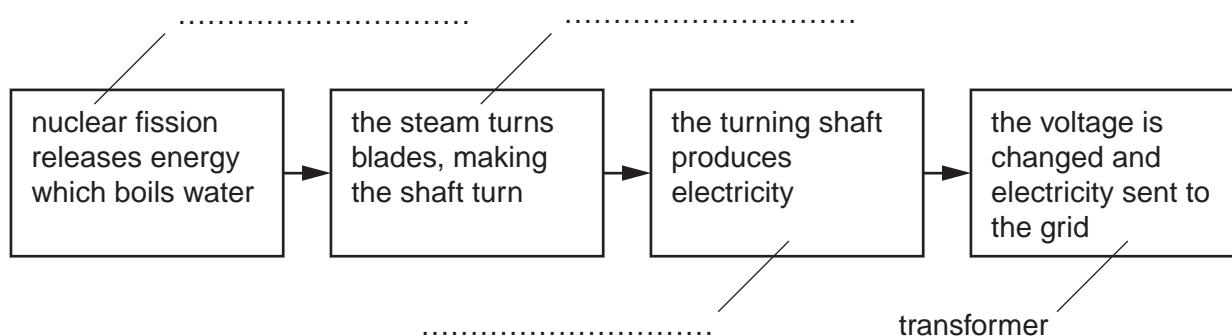 ..............................
..............................
nuclear fission
releases energy
which boils water
the steam turns
blades, making
the shaft turn
the turning shaft
produces
electricity
the voltage is
changed and
electricity sent to
the grid
..............................
transformer